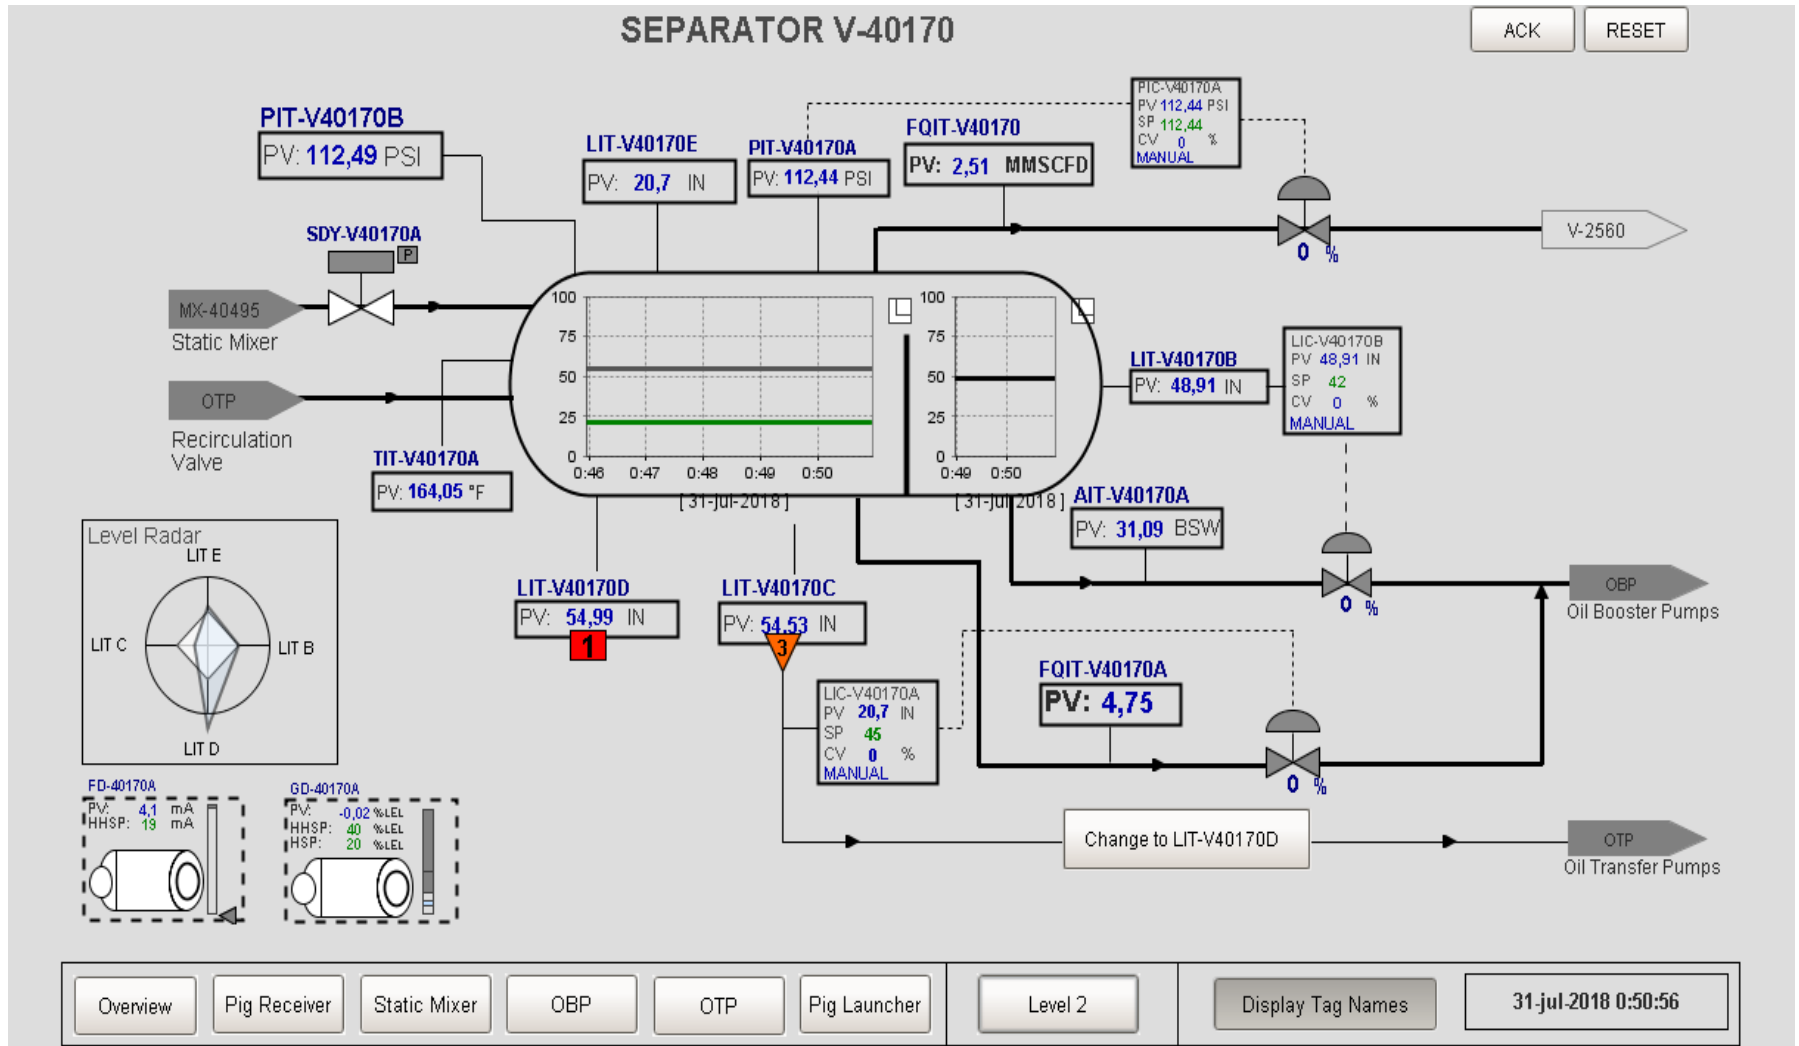 SEPARATOR V-40170
ACK
RESET
PIT-V40170B
PV: 112,49 PSI
LIT-V40170E
PV: 20,7 IN
PIT-V40170A
PV: 112,44 PSI
FQIT-V40170
PV: 2,51 MMSCFD
PIC-V40170A
PV 112,44 PSI
SP 112,44
CV 0 %
MANUAL
0 %
V-2560
SDY-V40170A
P
MX-40495
Static Mixer
OTP
Recirculation
Valve
TIT-V40170A
PV: 164,05 °F
100
75
50
25
0
0:46 0:47 0:48 0:49 0:50
[ 31-jul-2018 ]
100
75
50
25
0
0:49 0:50
[ 31-jul-2018 ]
LIT-V40170B
PV: 48,91 IN
LIC-V40170B
PV 48,91 IN
SP 42
CV 0 %
MANUAL
AIT-V40170A
PV: 31,09 BSW
0 %
OBP
Oil Booster Pumps
Level Radar
LIT E
LIT C
LIT B
LIT D
LIT-V40170D
PV: 54,99 IN
1
LIT-V40170C
PV: 54,53 IN
3
LIC-V40170A
PV 20,7 IN
SP 45
CV 0 %
MANUAL
FQIT-V40170A
PV: 4,75
0 %
Change to LIT-V40170D
OTP
Oil Transfer Pumps
FD-40170A
PV: 4,1 mA
HHSP: 19 mA
GD-40170A
PV: -0,02 %LEL
HHSP: 40 %LEL
HSP: 20 %LEL
Overview
Pig Receiver
Static Mixer
OBP
OTP
Pig Launcher
Level 2
Display Tag Names
31-jul-2018 0:50:56